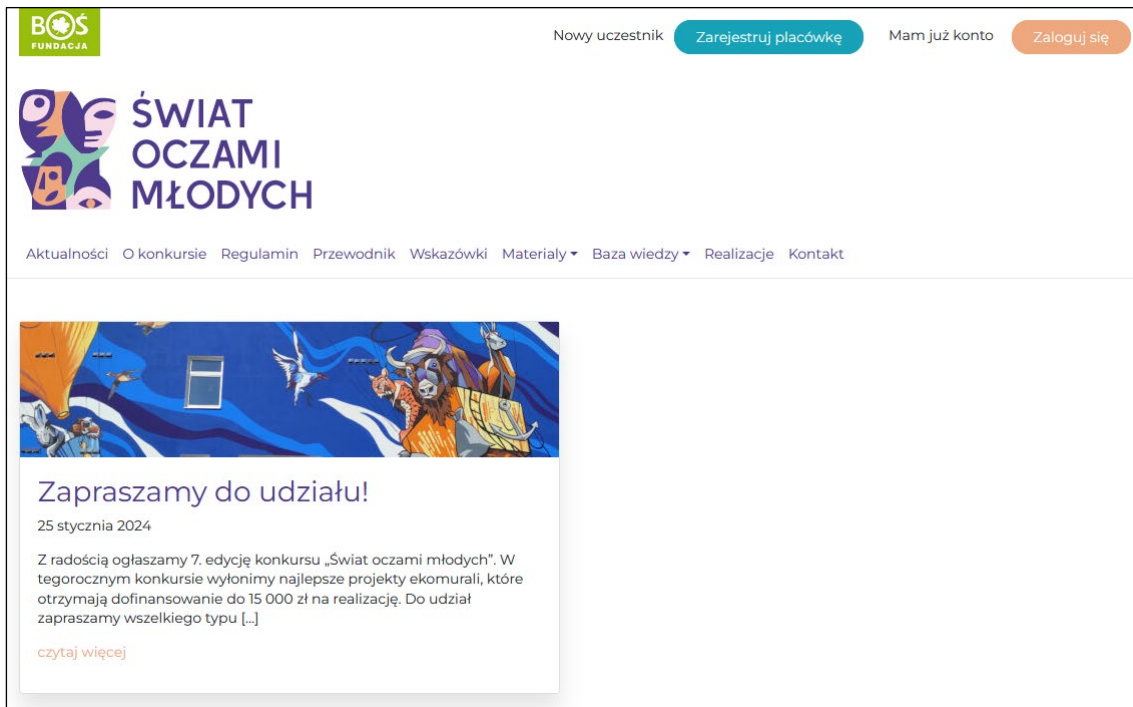 BOŚ
FUNDACJA
Nowy uczestnik Zarejestruj placówkę Mam już konto Zaloguj się
ŚWIAT
OCZAMI
MŁODYCH
Aktualności O konkursie Regulamin Przewodnik Wskazówki Materialy Baza wiedzy Realizacje Kontakt
Zapraszamy do udziału!
25 stycznia 2024
Z radością ogłaszamy 7. edycję konkursu „Świat oczami młodych”. W
tegorocznym konkursie wyłonimy najlepsze projekty ekomurali, które
otrzymają dofinansowanie do 15 000 zł na realizację. Do udział
zapraszamy wszelkiego typu [...]
czytaj więcej